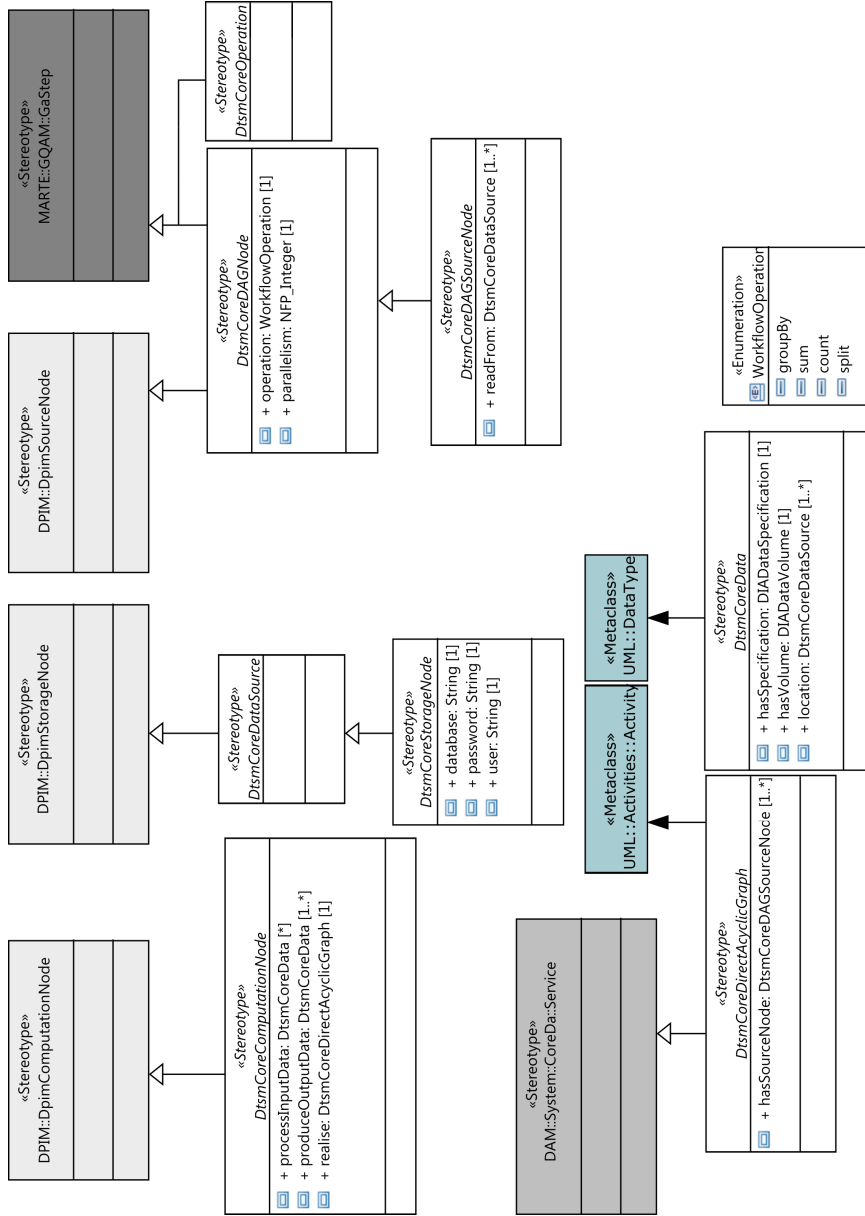 «Stereotype»
DPIM::DpimComputationNode
«Stereotype»
DPIM::DpimStorageNode
«Stereotype»
DPIM::DpimSourceNode
«Stereotype»
MARTE::GQAM::GaStep
«Stereotype»
DtsmCoreComputationNode
+ processInputData: DtsmCoreData [*]
+ produceOutputData: DtsmCoreData [1..*]
+ realise: DtsmCoreDirectAcyclicGraph [1]
«Stereotype»
DtsmCoreDataSource
«Stereotype»
DtsmCoreStorageNode
+ database: String [1]
+ password: String [1]
+ user: String [1]
«Stereotype»
DtsmCoreDAGNode
+ operation: WorkflowOperation [1]
+ parallelism: NFP_Integer [1]
«Stereotype»
DtsmCoreOperation
«Stereotype»
DtsmCoreDAGSourceNode
+ readFrom: DtsmCoreDataSource [1..*]
«Stereotype»
DAM::System::CoreDa::Service
«Metaclass»
UML::Activities::Activity
«Metaclass»
UML::DataType
«Stereotype»
DtsmCoreDirectAcyclicGraph
+ hasSourceNode: DtsmCoreDAGSourceNode [1..*]
«Stereotype»
DtsmCoreData
+ hasSpecification: DIADataSpecification [1]
+ hasVolume: DIADataVolume [1]
+ location: DtsmCoreDataSource [1..*]
«Enumeration»
«E» WorkflowOperation
groupBy
sum
count
split